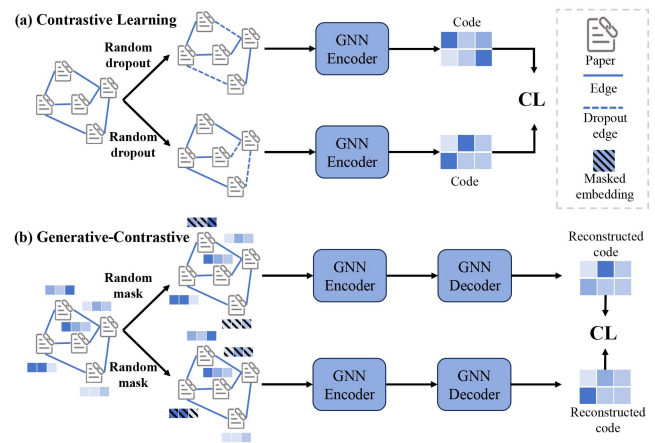 (a) Contrastive Learning
Random
dropout
Random
dropout
GNN
Encoder
GNN
Encoder
Code
Code
CL
Paper
Edge
Dropout
edge
Masked
embedding
(b) Generative-Contrastive
Random
mask
Random
mask
GNN
Encoder
GNN
Decoder
GNN
Encoder
GNN
Decoder
Reconstructed
code
CL
Reconstructed
code